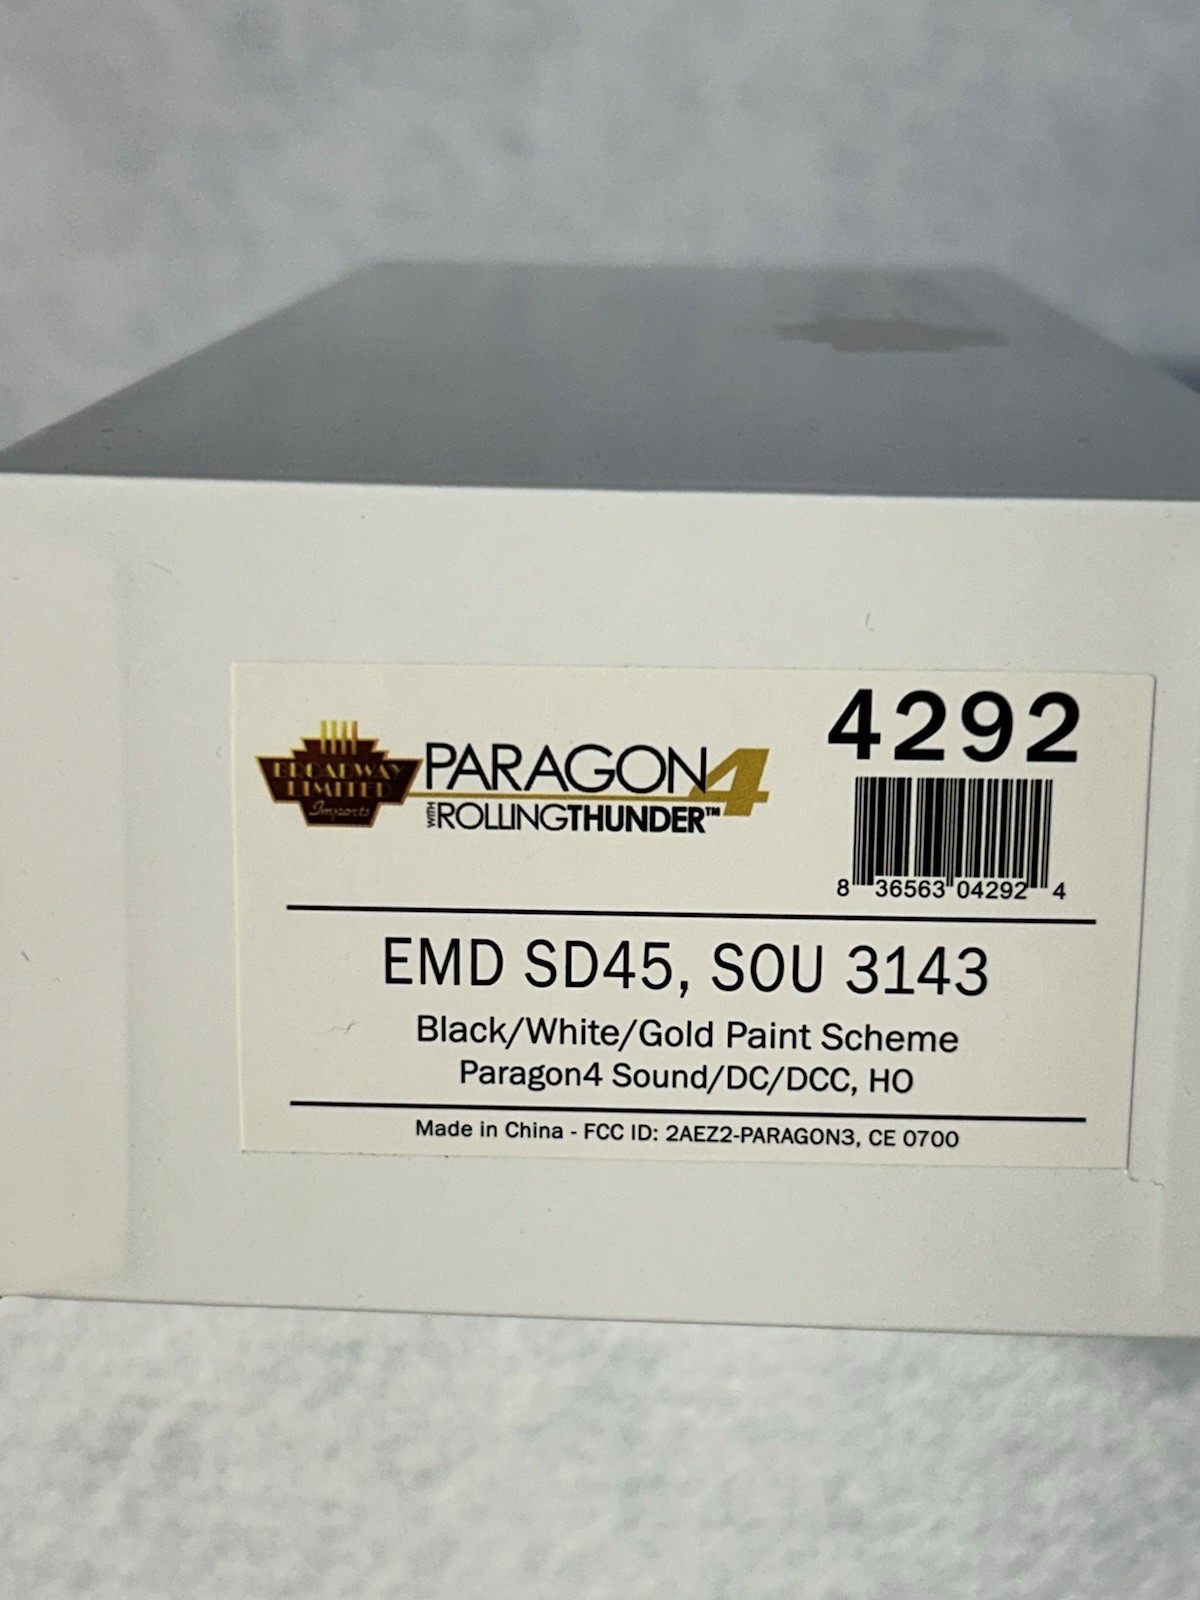 BROADWAY
LIMITED
Imports
PARAGON4
WITH ROLLINGTHUNDER™
4292
8 36563 04292 4
EMD SD45, SOU 3143
Black/White/Gold Paint Scheme
Paragon4 Sound/DC/DCC, HO
Made in China - FCC ID: 2AEZ2-PARAGON3, CE 0700